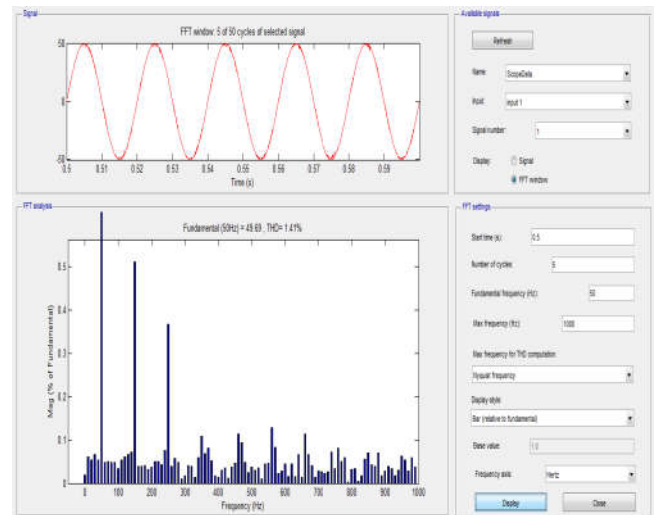 Signal
FFT window: 5 of 50 cycles of selected signal
50
0
-50
0.5 0.51 0.52 0.53 0.54 0.55 0.56 0.57 0.58 0.59
Time (s)
Available signals
Refresh
Name: ScopeData
Input: input 1
Signal number: 1
Display: Signal
FFT window
FFT analysis
Fundamental (50Hz) = 49.69 , THD= 1.41%
0.5
0.4
0.3
0.2
0.1
0
0 100 200 300 400 500 600 700 800 900 1000
Frequency (Hz)
Mag (% of Fundamental)
FFT settings
Start time (s): 0.5
Number of cycles: 5
Fundamental frequency (Hz): 50
Max frequency (Hz): 1000
Max frequency for THD computation:
Nyquist frequency
Display style:
Bar (relative to fundamental)
Base value: 1.0
Frequency axis: Hertz
Display Close